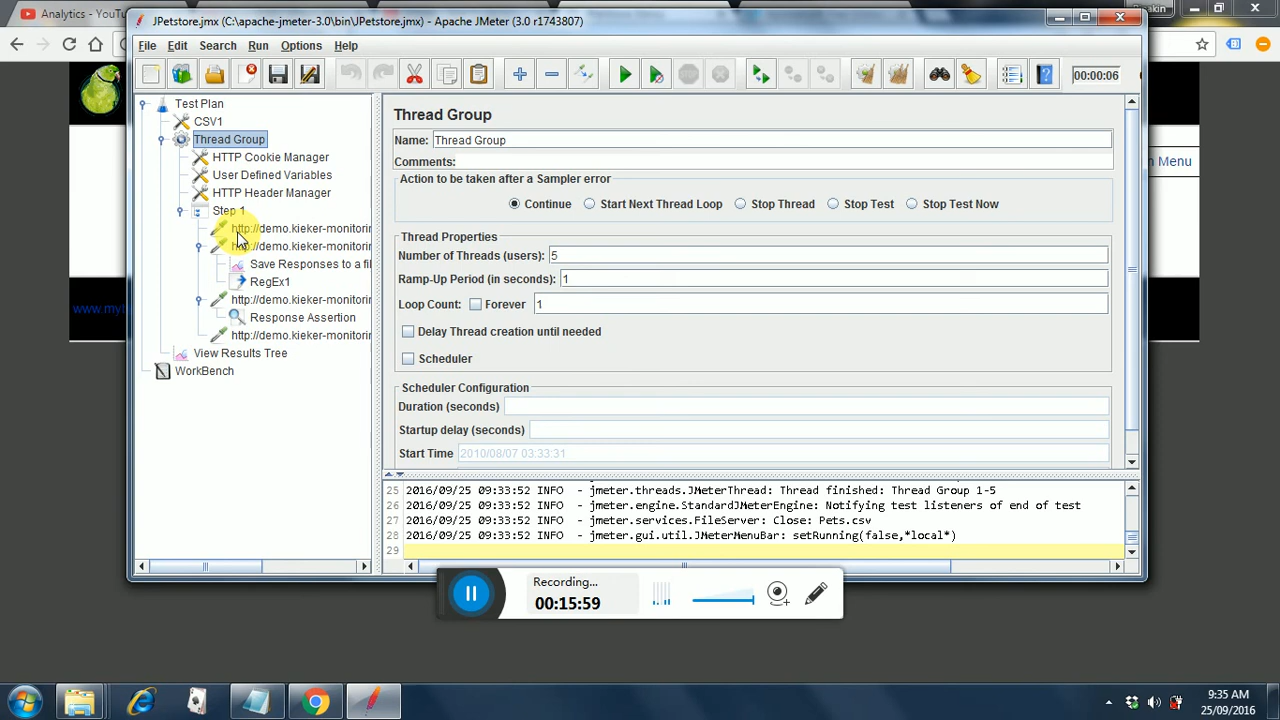 Analytics - YouTu
JPetstore.jmx (C:\apache-jmeter-3.0\bin\JPetstore.jmx) - Apache JMeter (3.0 r1743807)
File Edit Search Run Options Help
00:00:06
Test Plan
CSV1
Thread Group
HTTP Cookie Manager
User Defined Variables
HTTP Header Manager
Step 1
http://demo.kieker-monitorin
http://demo.kieker-monitorin
Save Responses to a fil
RegEx1
http://demo.kieker-monitorin
Response Assertion
http://demo.kieker-monitorin
View Results Tree
WorkBench
Thread Group
Name: Thread Group
Comments:
Action to be taken after a Sampler error
Continue Start Next Thread Loop Stop Thread Stop Test Stop Test Now
Thread Properties
Number of Threads (users): 5
Ramp-Up Period (in seconds): 1
Loop Count: Forever 1
Delay Thread creation until needed
Scheduler
Scheduler Configuration
Duration (seconds)
Startup delay (seconds)
Start Time 2010/08/07 03:33:31
25 2016/09/25 09:33:52 INFO - jmeter.threads.JMeterThread: Thread finished: Thread Group 1-5
26 2016/09/25 09:33:52 INFO - jmeter.engine.StandardJMeterEngine: Notifying test listeners of end of test
27 2016/09/25 09:33:52 INFO - jmeter.services.FileServer: Close: Pets.csv
28 2016/09/25 09:33:52 INFO - jmeter.gui.util.JMeterMenuBar: setRunning(false,*local*)
29
n Menu
Recording...
00:15:59
9:35 AM
25/09/2016